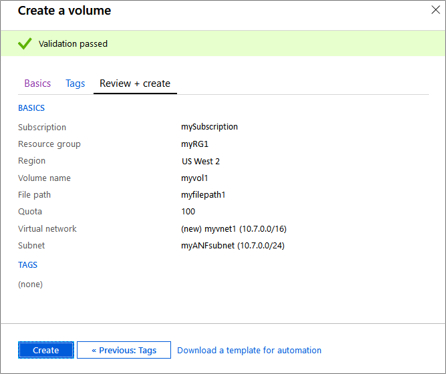 Create a volume
Validation passed
Basics Tags Review + create
BASICS
Subscription mySubscription
Resource group myRG1
Region US West 2
Volume name myvol1
File path myfilepath1
Quota 100
Virtual network (new) myvnet1 (10.7.0.0/16)
Subnet myANFsubnet (10.7.0.0/24)
TAGS
(none)
Create « Previous: Tags Download a template for automation